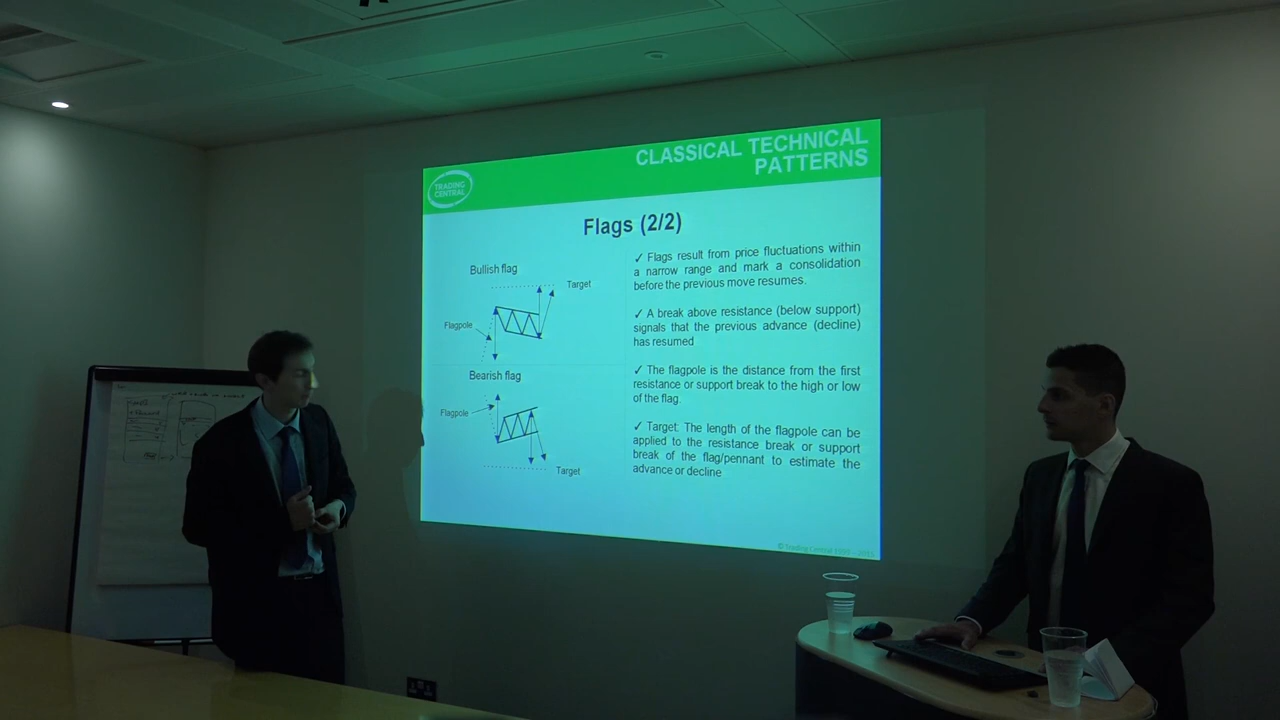 CLASSICAL TECHNICAL
PATTERNS
TRADING
CENTRAL
Flags (2/2)
Bullish flag
Target
Flagpole
Bearish flag
Flagpole
Target
✓ Flags result from price fluctuations within
a narrow range and mark a consolidation
before the previous move resumes.
✓ A break above resistance (below support)
signals that the previous advance (decline)
has resumed
✓ The flagpole is the distance from the first
resistance or support break to the high or low
of the flag.
✓ Target: The length of the flagpole can be
applied to the resistance break or support
break of the flag/pennant to estimate the
advance or decline
© Trading Central